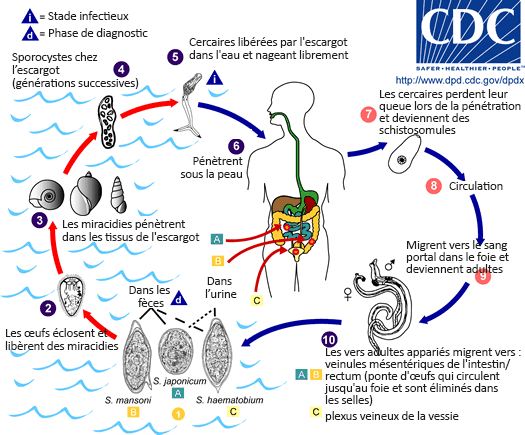 i = Stade infectieux
d = Phase de diagnostic
CDC
SAFER • HEALTHIER • PEOPLE™
http://www.dpd.cdc.gov/dpdx
5
Cercaires libérées par l'escargot
dans l'eau et nageant librement
i
Sporocystes chez
l'escargot
(générations successives)
4
6
Pénètrent
sous la peau
7
Les cercaires perdent leur
queue lors de la pénétration
et deviennent des
schistosomules
8
Circulation
3
Les miracidies pénètrent
dans les tissus de l'escargot
A
B
C
Migrent vers le sang
portal dans le foie et
deviennent adultes
9
♀
♂
2
Les œufs éclosent et
libèrent des miracidies
Dans les
fèces
d
Dans
l'urine
S. japonicum
A
S. mansoni
B
1
S. haematobium
C
10
Les vers adultes appariés migrent vers :
A B veinules mésentériques de l'intestin/
rectum (ponte d'œufs qui circulent
jusqu'au foie et sont éliminés dans
les selles)
C plexus veineux de la vessie